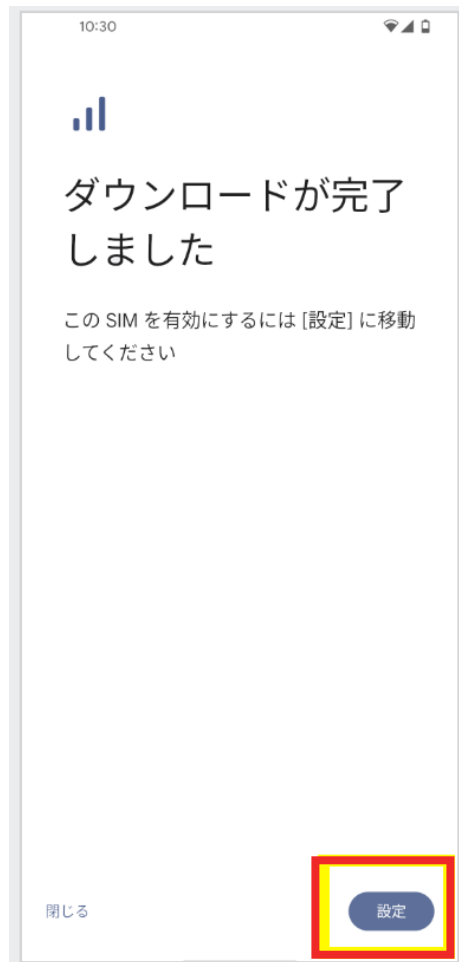 10:30
ダウンロードが完了
しました
この SIM を有効にするには [設定] に移動
してください
閉じる
設定